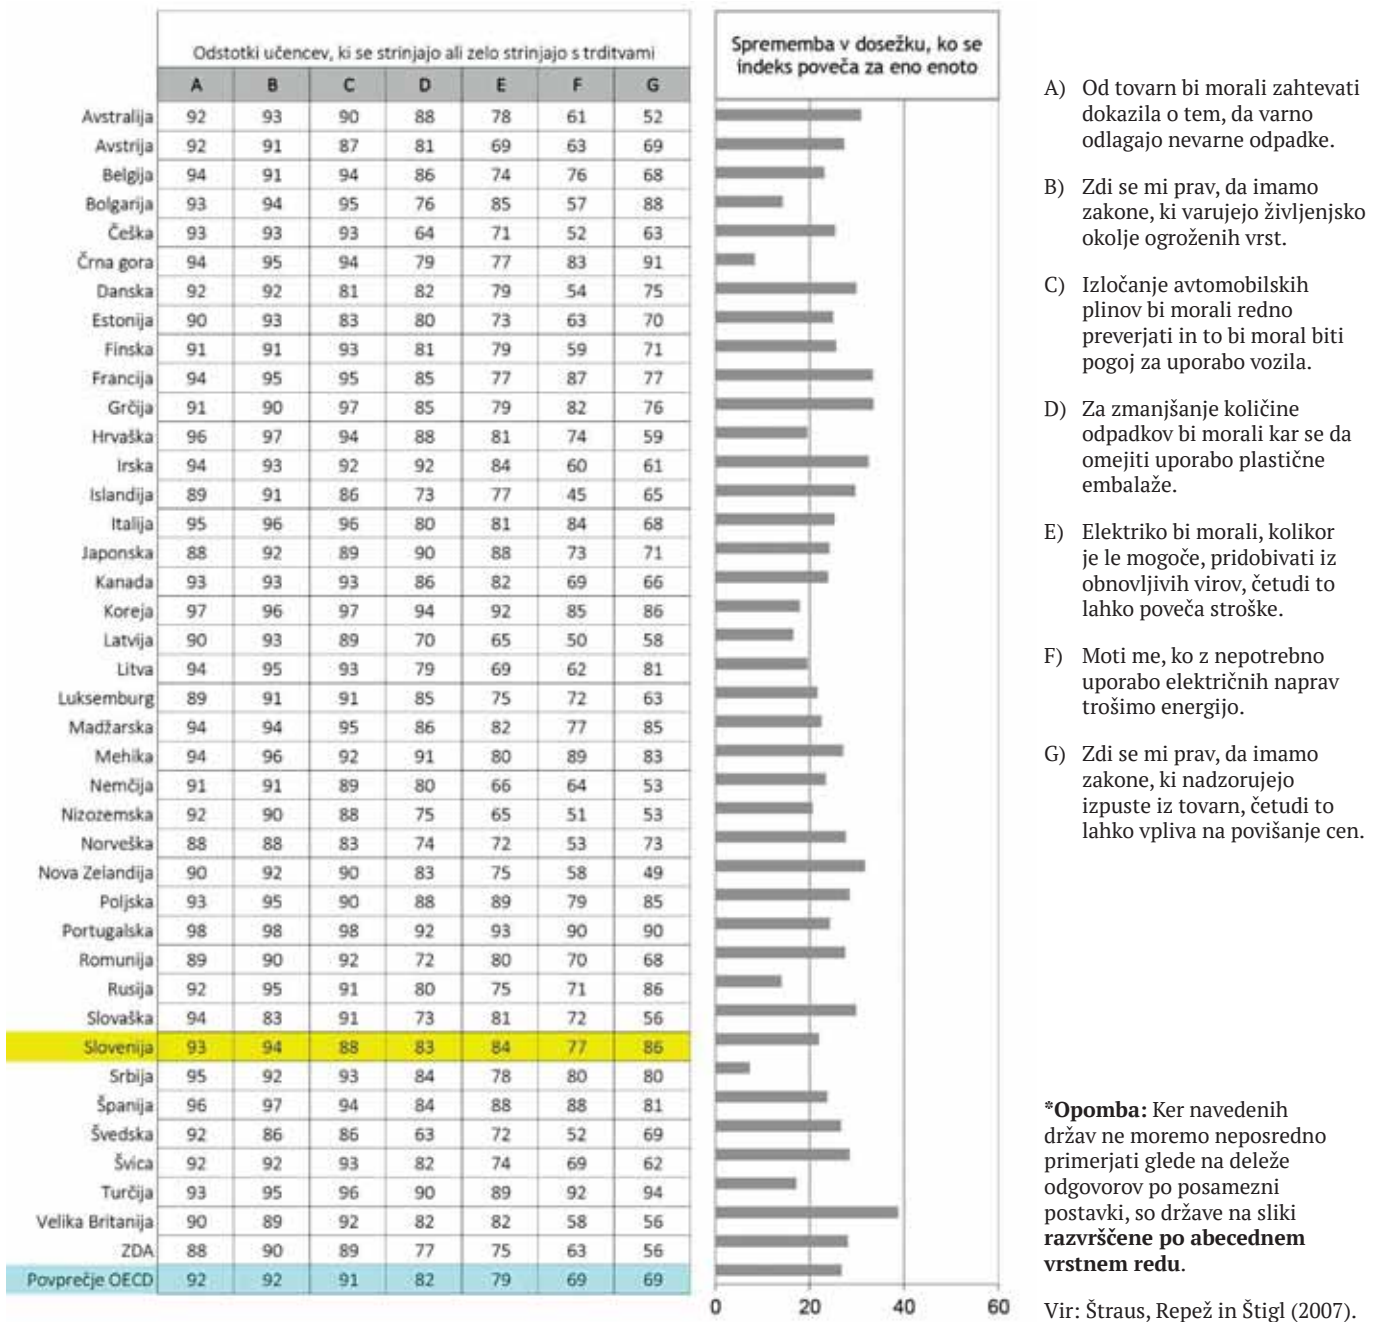 Odstotki učencev, ki se strinjajo ali zelo strinjajo s trditvami
A B C D E F G
Avstralija 92 93 90 88 78 61 52
Avstrija 92 91 87 81 69 63 69
Belgija 94 91 94 86 74 76 68
Bolgarija 93 94 95 76 85 57 88
Češka 93 93 93 64 71 52 63
Črna gora 94 95 94 79 77 83 91
Danska 92 92 81 82 79 54 75
Estonija 90 93 83 80 73 63 70
Finska 91 91 93 81 79 59 71
Francija 94 95 95 85 77 87 77
Grčija 91 90 97 85 79 82 76
Hrvaška 96 97 94 88 81 74 59
Irska 94 93 92 92 84 60 61
Islandija 89 91 86 73 77 45 65
Italija 95 96 96 80 81 84 68
Japonska 88 92 89 90 88 73 71
Kanada 93 93 93 86 82 69 66
Koreja 97 96 97 94 92 85 86
Latvija 90 93 89 70 65 50 58
Litva 94 95 93 79 69 62 81
Luksemburg 89 91 91 85 75 72 63
Madžarska 94 94 95 86 82 77 85
Mehika 94 96 92 91 80 89 83
Nemčija 91 91 89 80 66 64 53
Nizozemska 92 90 88 75 65 51 53
Norveška 88 88 83 74 72 53 73
Nova Zelandija 90 92 90 83 75 58 49
Poljska 93 95 90 88 89 79 85
Portugalska 98 98 98 92 93 90 90
Romunija 89 90 92 72 80 70 68
Rusija 92 95 91 80 75 71 86
Slovaška 94 83 91 73 81 72 56
Slovenija 93 94 88 83 84 77 86
Srbija 95 92 93 84 78 80 80
Španija 96 97 94 84 88 88 81
Švedska 92 86 86 63 72 52 69
Švica 92 92 93 82 74 69 62
Turčija 93 95 96 90 89 92 94
Velika Britanija 90 89 92 82 82 58 56
ZDA 88 90 89 77 75 63 56
Povprečje OECD 92 92 91 82 79 69 69
Sprememba v dosežku, ko se
indeks poveča za eno enoto
0 20 40 60
A) Od tovarn bi morali zahtevati
dokazila o tem, da varno
odlagajo nevarne odpadke.
B) Zdi se mi prav, da imamo
zakone, ki varujejo življenjsko
okolje ogroženih vrst.
C) Izločanje avtomobilskih
plinov bi morali redno
preverjati in to bi moral biti
pogoj za uporabo vozila.
D) Za zmanjšanje količine
odpadkov bi morali kar se da
omejiti uporabo plastične
embalaže.
E) Elektriko bi morali, kolikor
je le mogoče, pridobivati iz
obnovljivih virov, četudi to
lahko poveča stroške.
F) Moti me, ko z nepotrebno
uporabo električnih naprav
trošimo energijo.
G) Zdi se mi prav, da imamo
zakone, ki nadzorujejo
izpuste iz tovarn, četudi to
lahko vpliva na povišanje cen.
*Opomba: Ker navedenih
držav ne moremo neposredno
primerjati glede na deleže
odgovorov po posamezni
postavki, so države na sliki
razvrščene po abecednem
vrstnem redu.
Vir: Štraus, Repež in Štigl (2007).